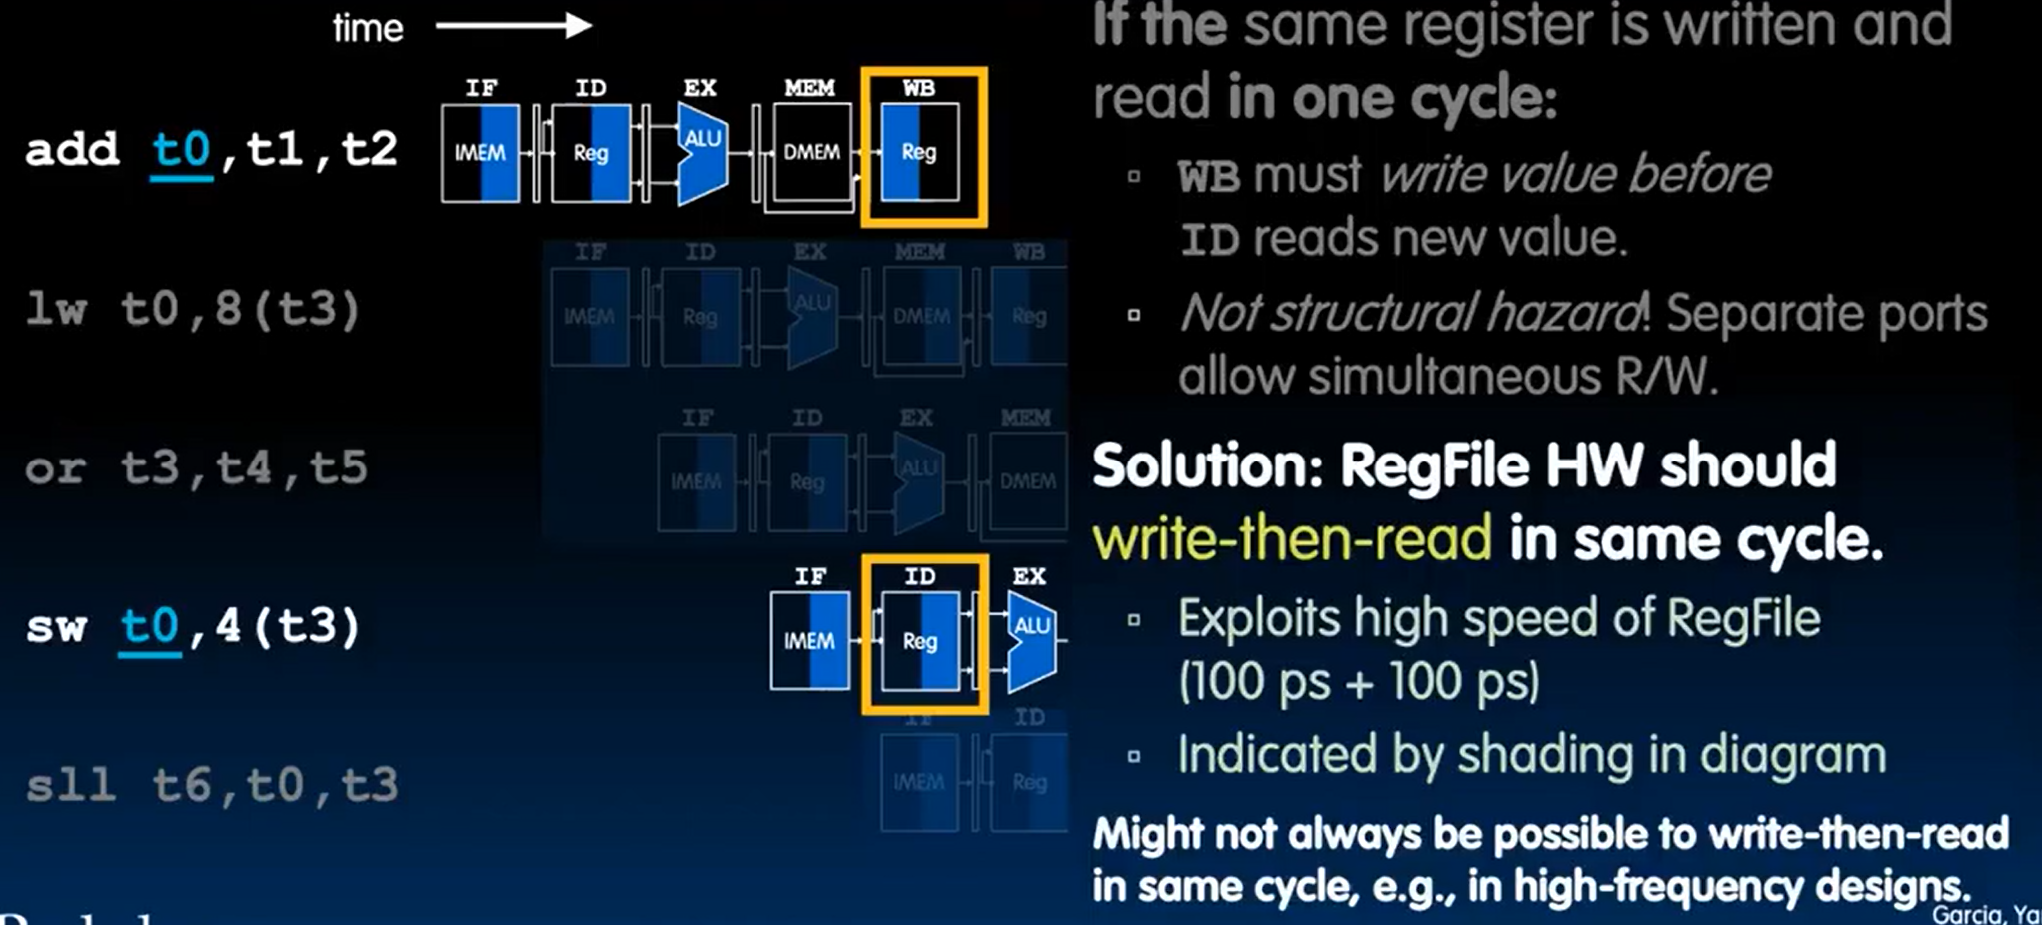 time
IF ID EX MEM WB
add t0,t1,t2
IMEM Reg ALU DMEM Reg
IF ID EX MEM WB
lw t0,8(t3)
IMEM Reg ALU DMEM Reg
IF ID EX MEM
or t3,t4,t5
IMEM Reg ALU DMEM
IF ID EX
sw t0,4(t3)
IMEM Reg ALU
IF ID
sll t6,t0,t3
IMEM Reg
If the same register is written and
read in one cycle:
▫ WB must write value before
ID reads new value.
▫ Not structural hazard! Separate ports
allow simultaneous R/W.
Solution: RegFile HW should
write-then-read in same cycle.
▫ Exploits high speed of RegFile
(100 ps + 100 ps)
▫ Indicated by shading in diagram
Might not always be possible to write-then-read
in same cycle, e.g., in high-frequency designs.
Garcia, Ya